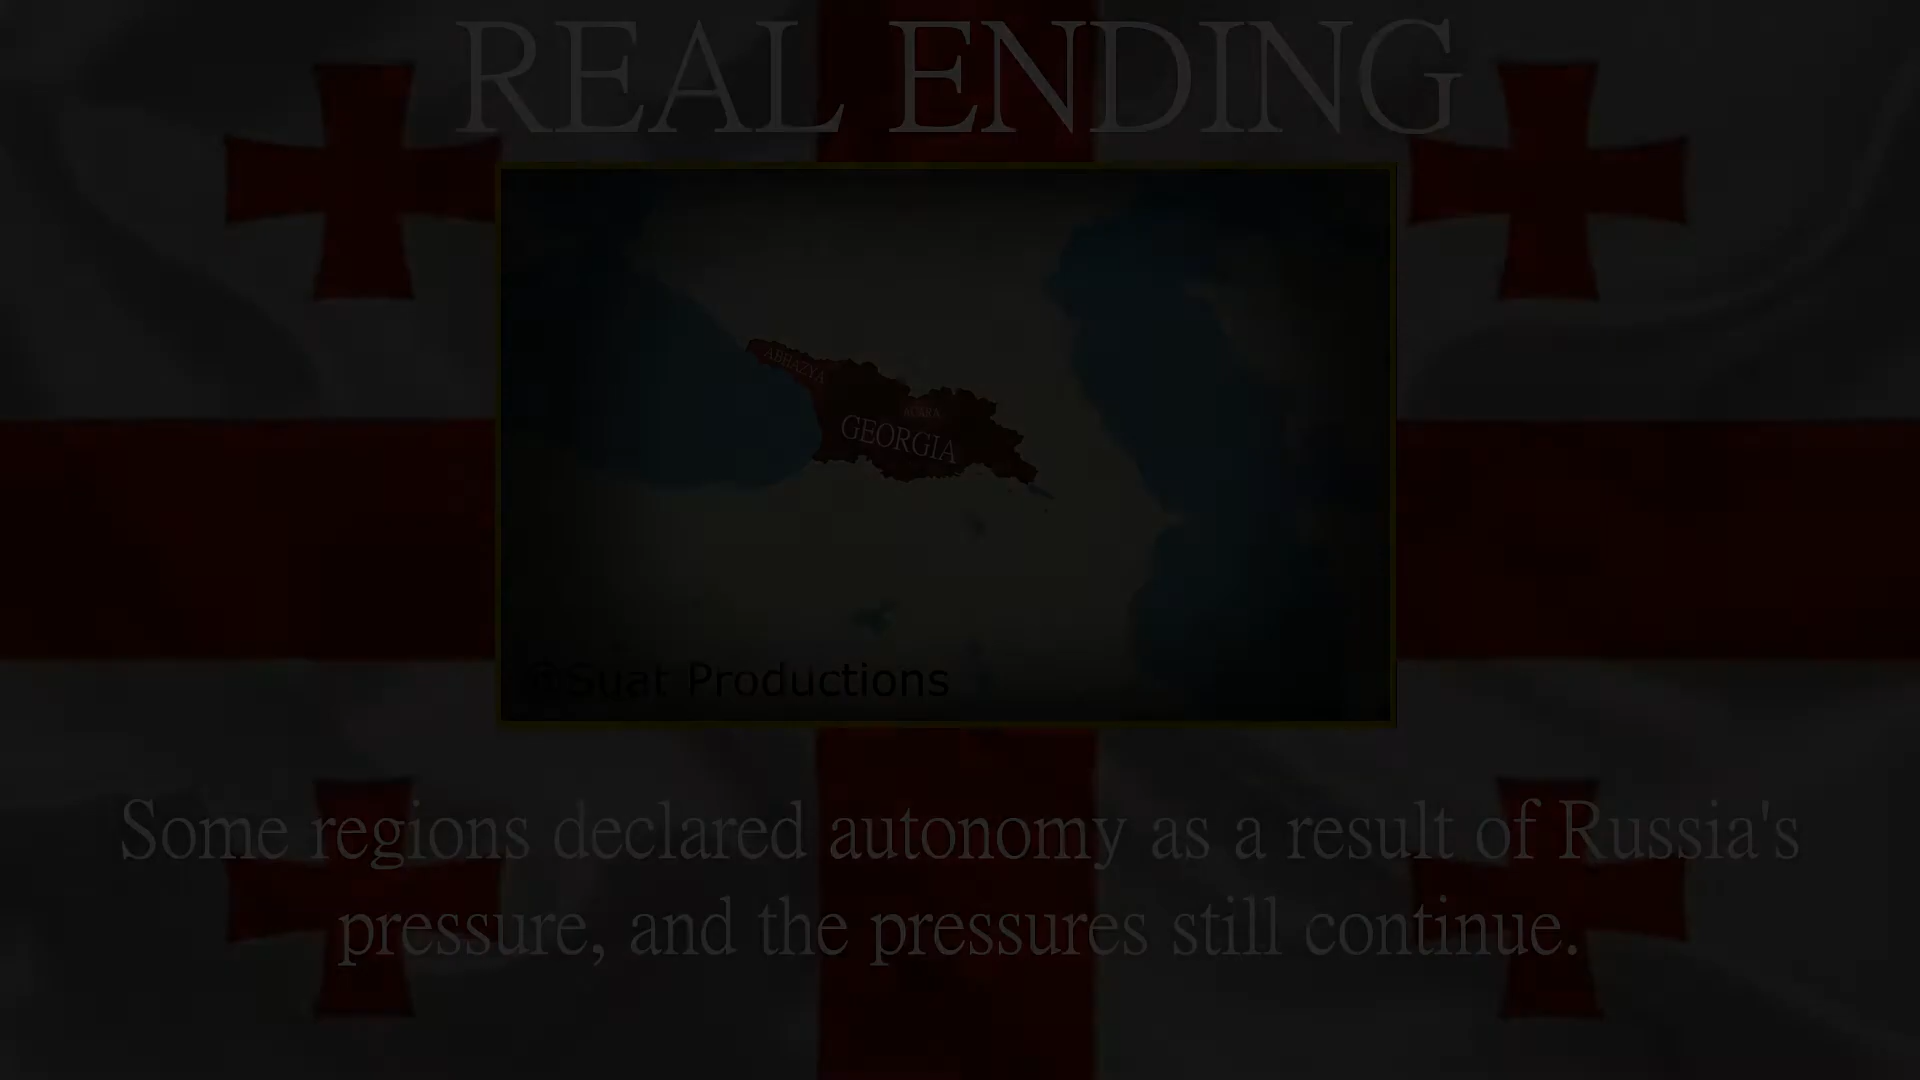 REAL ENDING
ABHAZYA
ACARA
GEORGIA
©Suat Productions
Some regions declared autonomy as a result of Russia's
pressure, and the pressures still continue.